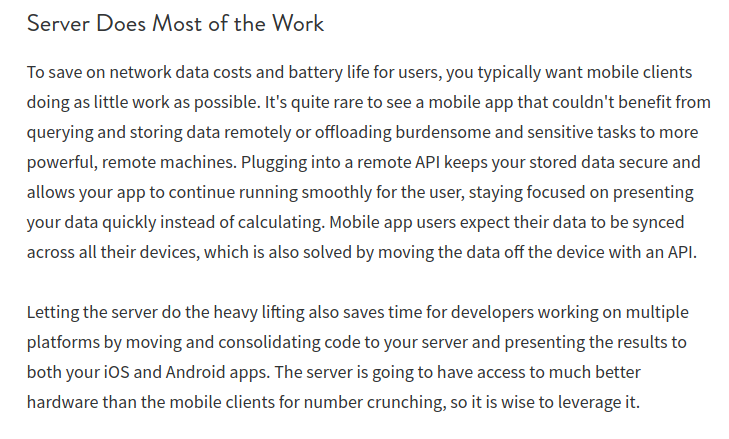 Server Does Most of the Work
To save on network data costs and battery life for users, you typically want mobile clients
doing as little work as possible. It's quite rare to see a mobile app that couldn't benefit from
querying and storing data remotely or offloading burdensome and sensitive tasks to more
powerful, remote machines. Plugging into a remote API keeps your stored data secure and
allows your app to continue running smoothly for the user, staying focused on presenting
your data quickly instead of calculating. Mobile app users expect their data to be synced
across all their devices, which is also solved by moving the data off the device with an API.
Letting the server do the heavy lifting also saves time for developers working on multiple
platforms by moving and consolidating code to your server and presenting the results to
both your iOS and Android apps. The server is going to have access to much better
hardware than the mobile clients for number crunching, so it is wise to leverage it.